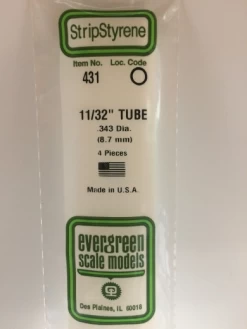 StripStyrene
Item No. Loc. Code
431 O
11/32" TUBE
.343 Dia.
(8.7 mm)
4 Pieces
Made in U.S.A.
evergreen
scale models
Des Plaines, IL 60018